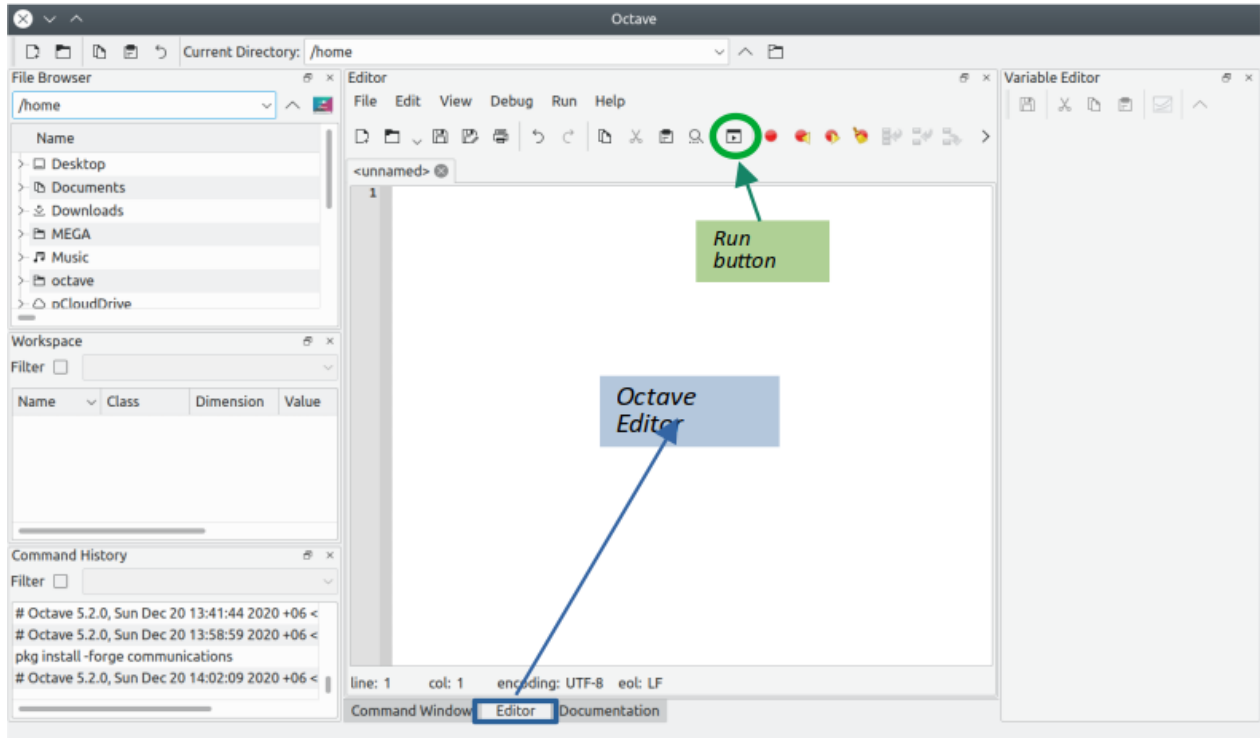 Octave
Current Directory: /home
File Browser
/home
Name
Desktop
Documents
Downloads
MEGA
Music
octave
pCloudDrive
Workspace
Filter
Name Class Dimension Value
Command History
Filter
# Octave 5.2.0, Sun Dec 20 13:41:44 2020 +06 <
# Octave 5.2.0, Sun Dec 20 13:58:59 2020 +06 <
pkg install -forge communications
# Octave 5.2.0, Sun Dec 20 14:02:09 2020 +06 <
Editor
File Edit View Debug Run Help
<unnamed>
1
Run
button
Octave
Editor
line: 1 col: 1 encoding: UTF-8 eol: LF
Command Window Editor Documentation
Variable Editor